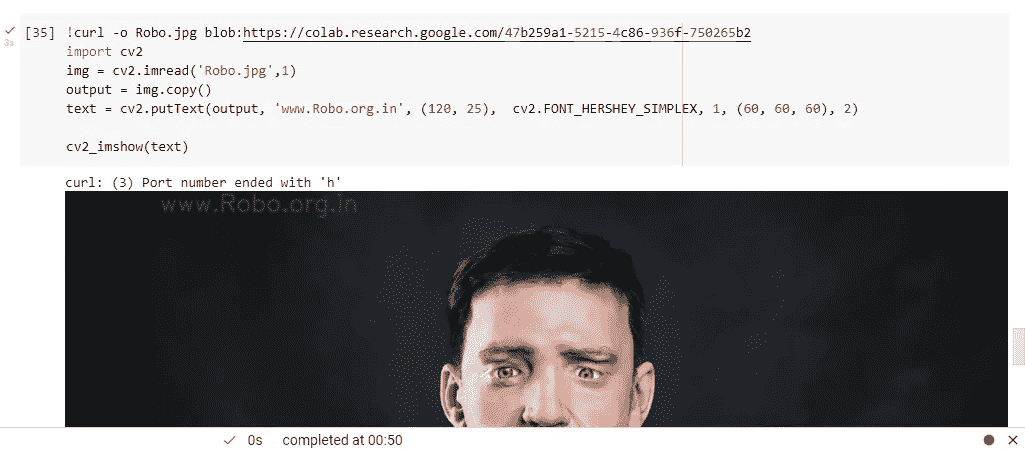 [35] !curl -o Robo.jpg blob:https://colab.research.google.com/47b259a1-5215-4c86-936f-750265b2
3s
import cv2
img = cv2.imread('Robo.jpg',1)
output = img.copy()
text = cv2.putText(output, 'www.Robo.org.in', (120, 25),  cv2.FONT_HERSHEY_SIMPLEX, 1, (60, 60, 60), 2)
cv2_imshow(text)
curl: (3) Port number ended with 'h'
www.Robo.org.in
0s completed at 00:50